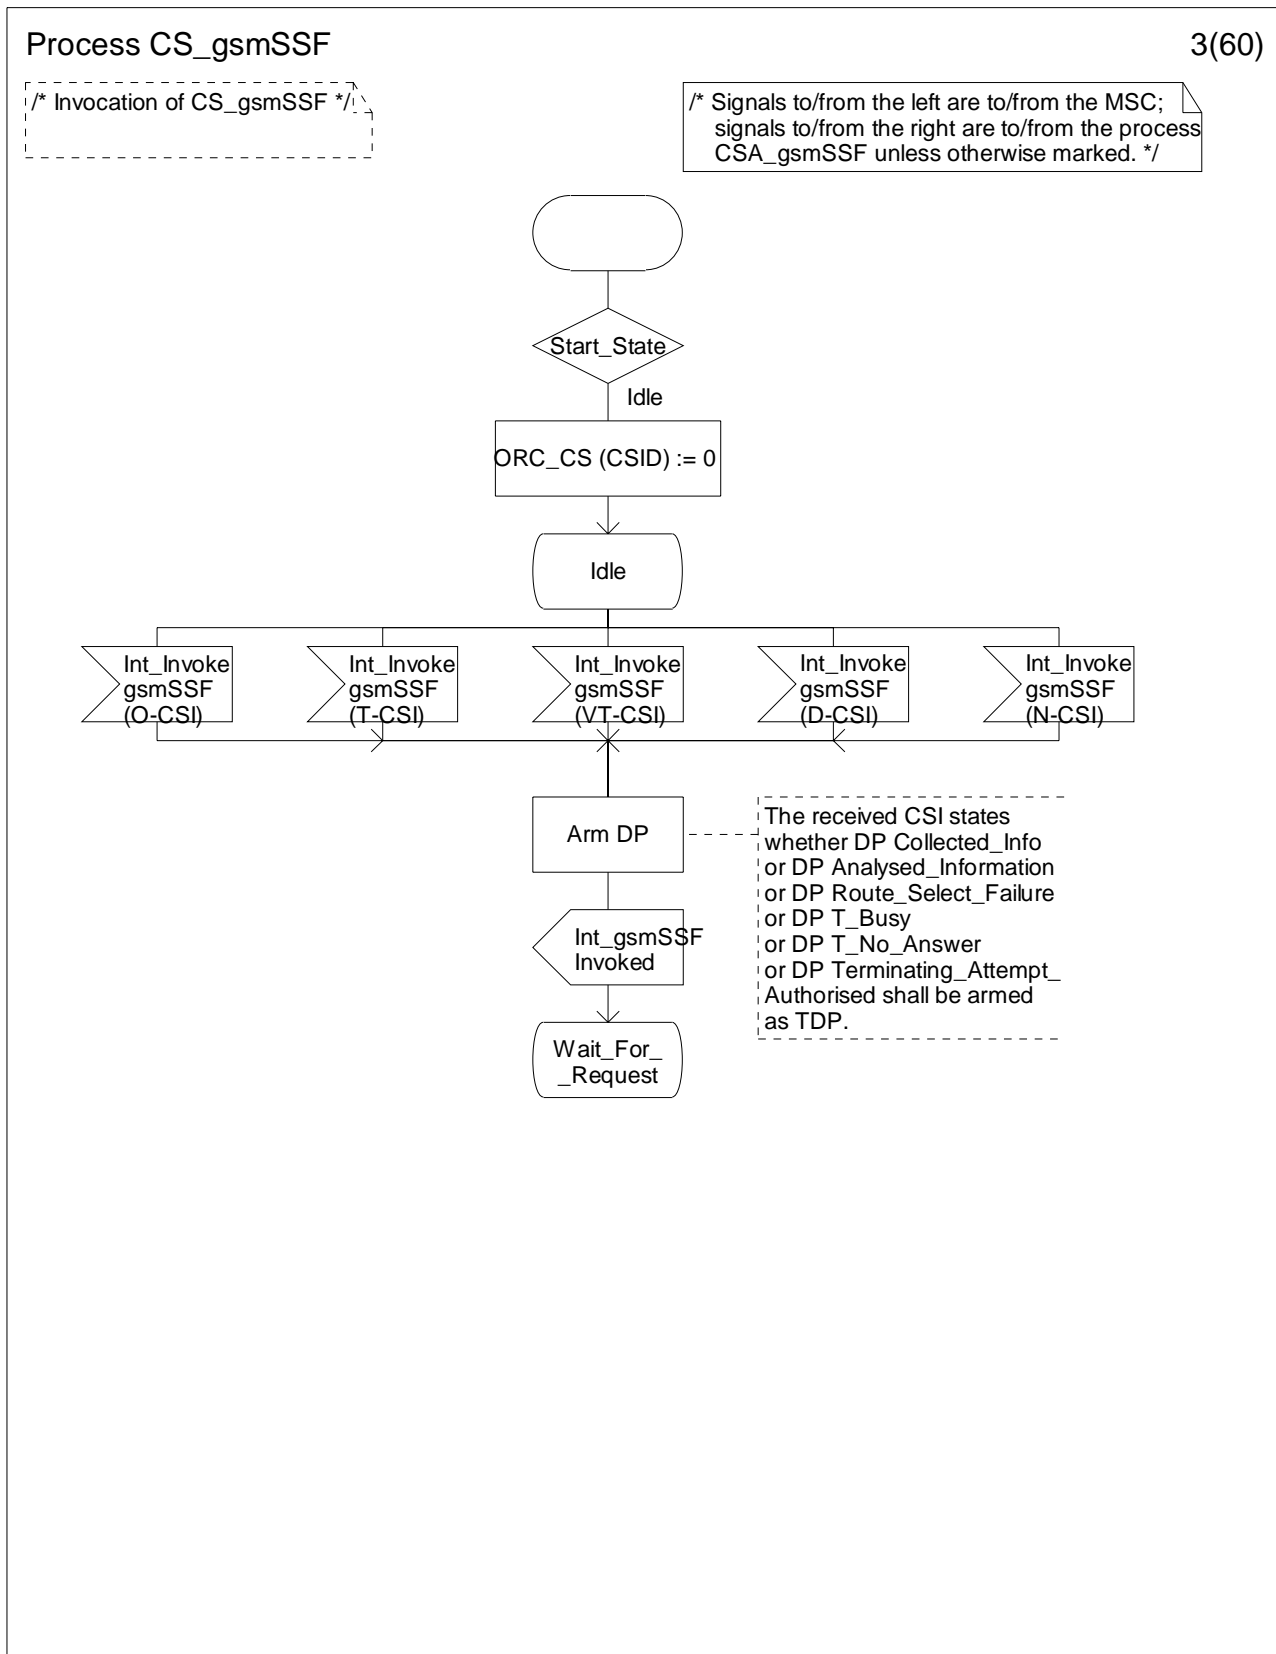 Process CS_gsmSSF
3(60)
/* Invocation of CS_gsmSSF */
/* Signals to/from the left are to/from the MSC;
signals to/from the right are to/from the process
CSA_gsmSSF unless otherwise marked. */
Start_State
Idle
ORC_CS (CSID) := 0
Idle
Int_Invoke
gsmSSF
(O-CSI)
Int_Invoke
gsmSSF
(T-CSI)
Int_Invoke
gsmSSF
(VT-CSI)
Int_Invoke
gsmSSF
(D-CSI)
Int_Invoke
gsmSSF
(N-CSI)
Arm DP
The received CSI states
whether DP Collected_Info
or DP Analysed_Information
or DP Route_Select_Failure
or DP T_Busy
or DP T_No_Answer
or DP Terminating_Attempt_
Authorised shall be armed
as TDP.
Int_gsmSSF
Invoked
Wait_For_
_Request